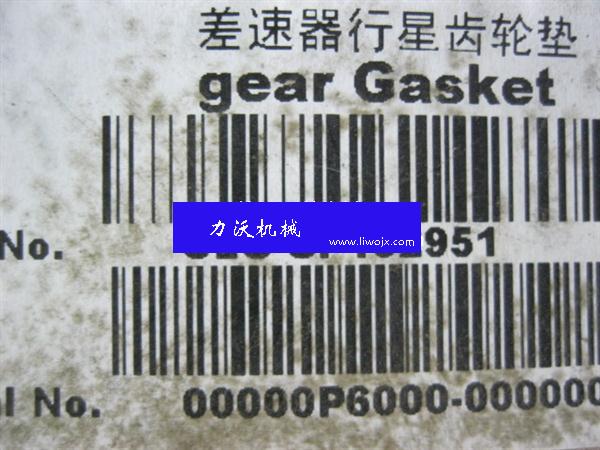 差速器行星齿轮垫
gear Gasket
力沃机械
www.liwojx.com
No. 951
al No. 00000P6000-000000